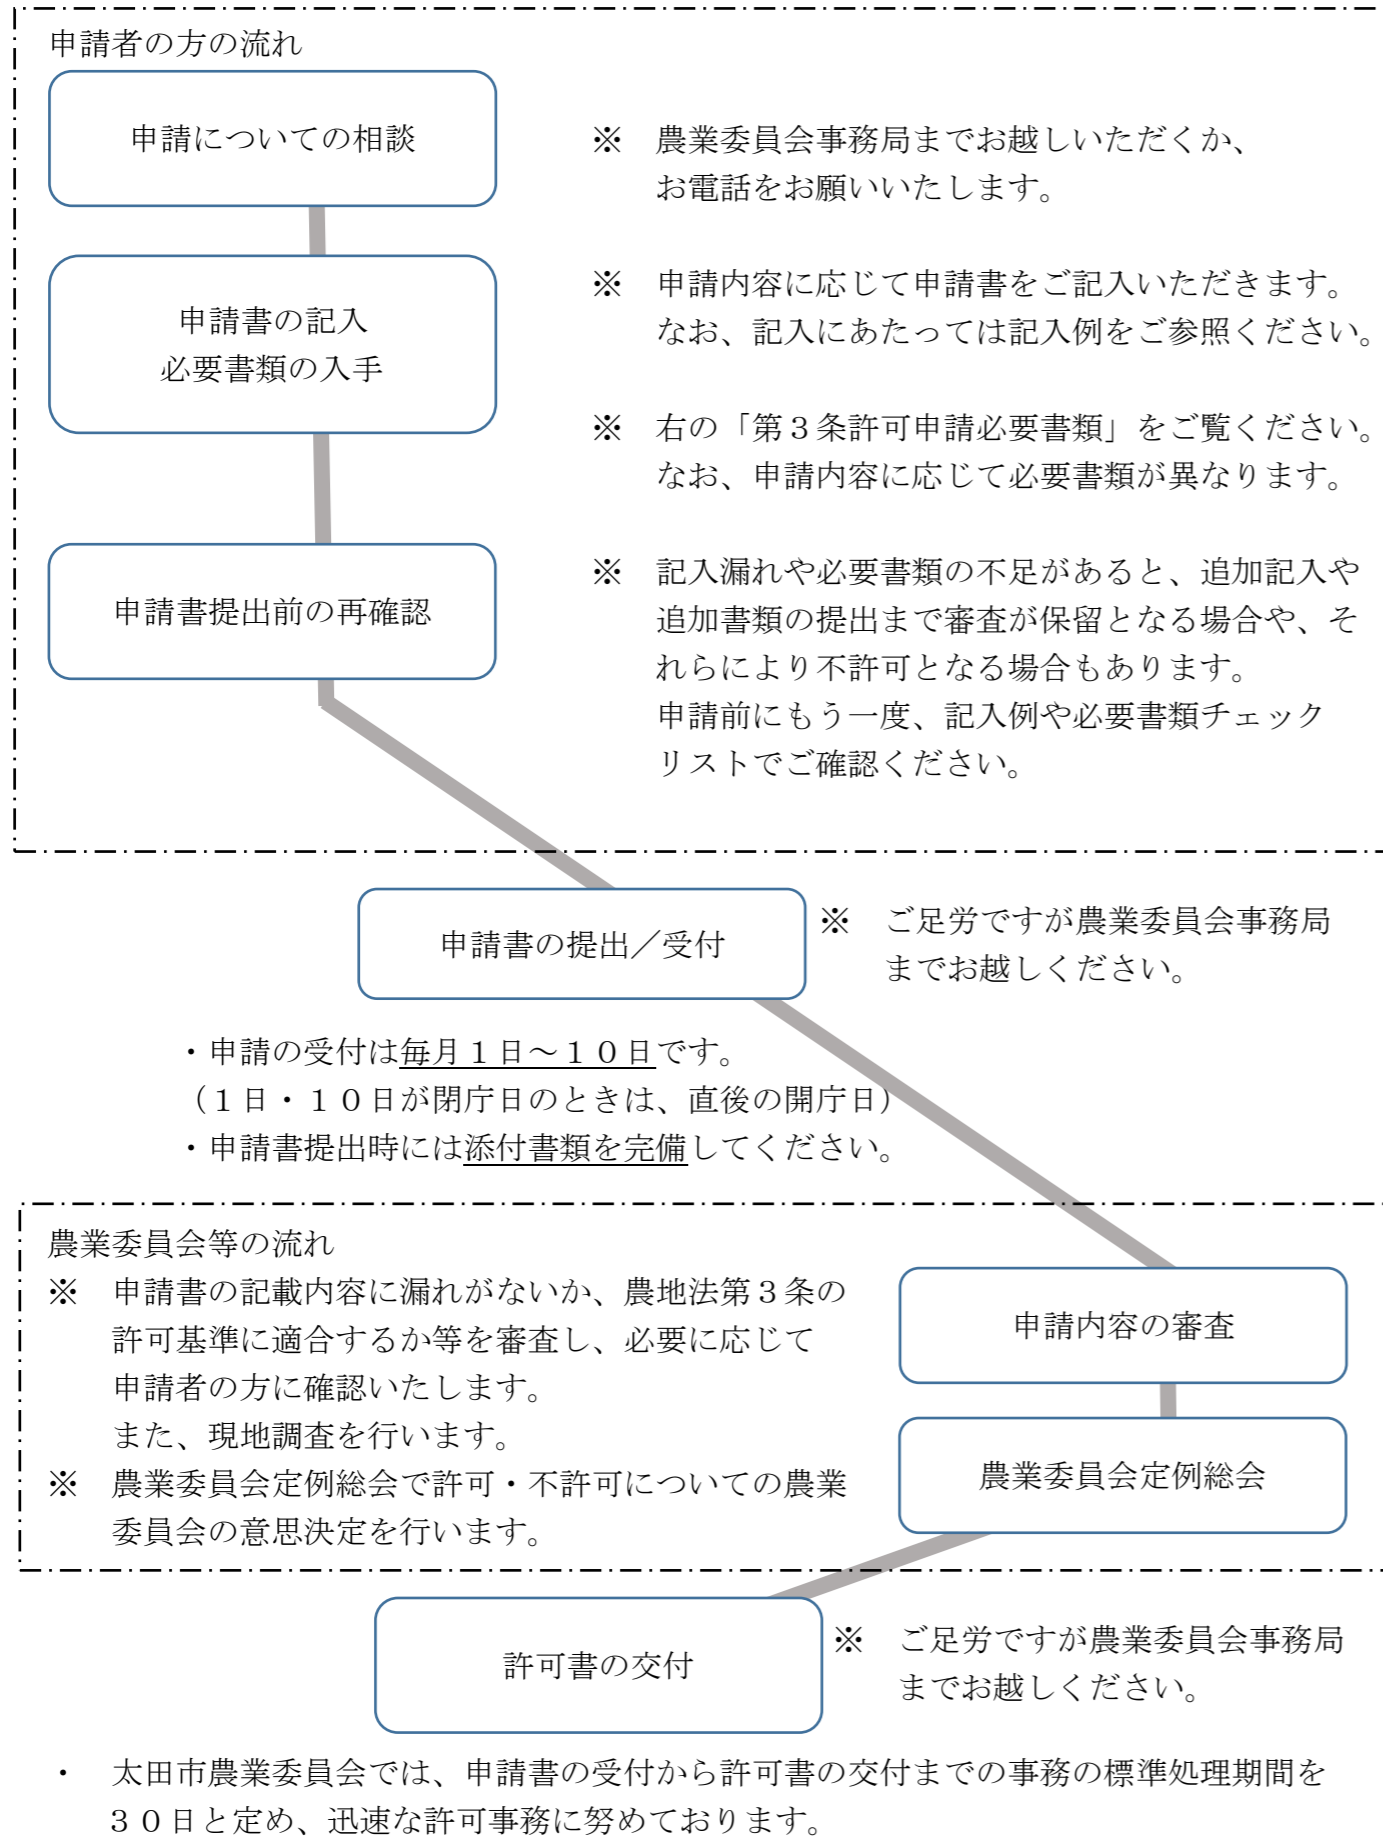 申請者の方の流れ
申請についての相談
※　農業委員会事務局までお越しいただくか、
お電話をお願いいたします。
申請書の記入
必要書類の入手
※　申請内容に応じて申請書をご記入いただきます。
なお、記入にあたっては記入例をご参照ください。
※　右の「第３条許可申請必要書類」をご覧ください。
なお、申請内容に応じて必要書類が異なります。
申請書提出前の再確認
※　記入漏れや必要書類の不足があると、追加記入や
追加書類の提出まで審査が保留となる場合や、そ
れらにより不許可となる場合もあります。
申請前にもう一度、記入例や必要書類チェック
リストでご確認ください。
申請書の提出／受付
※　ご足労ですが農業委員会事務局
までお越しください。
・申請の受付は毎月１日～１０日です。
（１日・１０日が閉庁日のときは、直後の開庁日）
・申請書提出時には添付書類を完備してください。
農業委員会等の流れ
※　申請書の記載内容に漏れがないか、農地法第３条の
許可基準に適合するか等を審査し、必要に応じて
申請者の方に確認いたします。
また、現地調査を行います。
※　農業委員会定例総会で許可・不許可についての農業
委員会の意思決定を行います。
申請内容の審査
農業委員会定例総会
許可書の交付
※　ご足労ですが農業委員会事務局
までお越しください。
・　太田市農業委員会では、申請書の受付から許可書の交付までの事務の標準処理期間を
３０日と定め、迅速な許可事務に努めております。